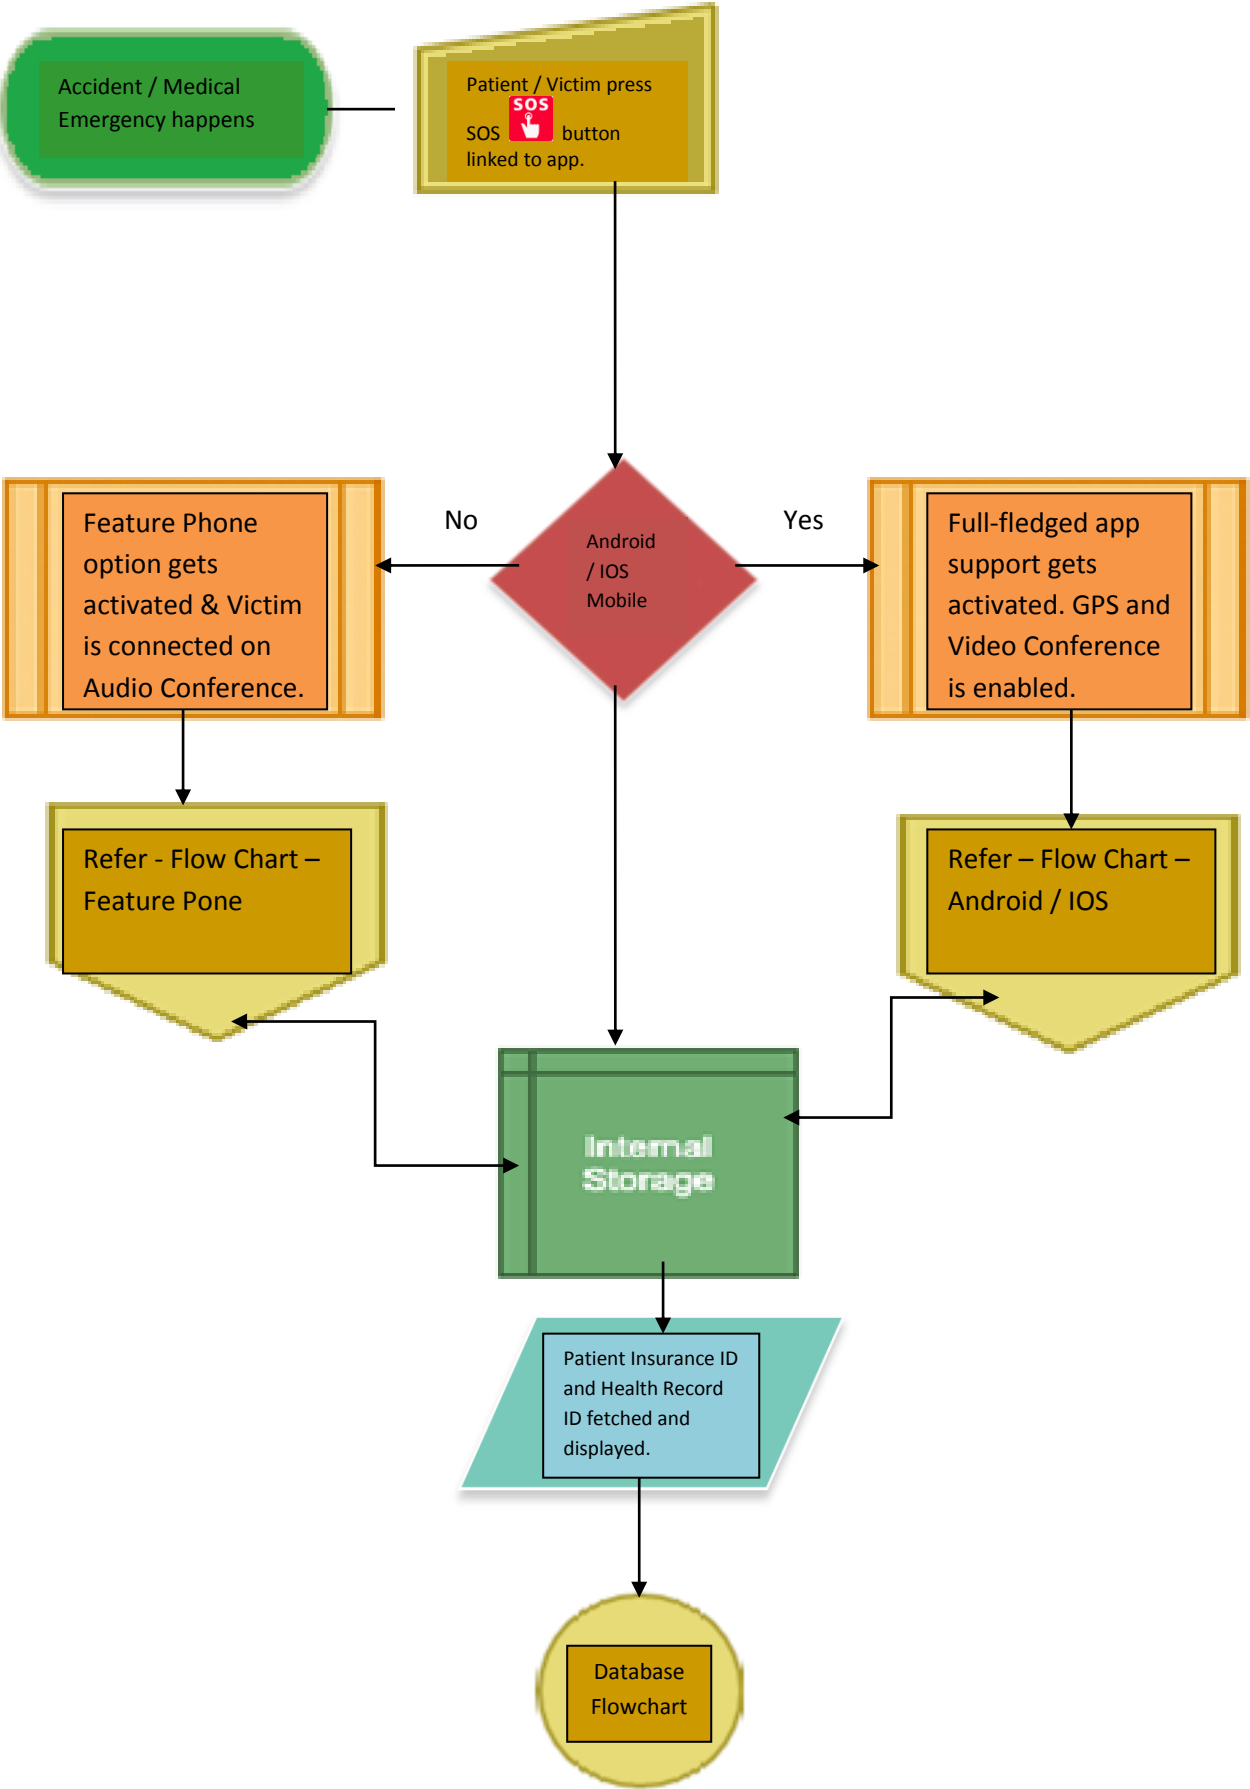 Accident / Medical
Emergency happens
Patient / Victim press
SOS
SOS button
linked to app.
No
Yes
Android
/ IOS
Mobile
Feature Phone
option gets
activated & Victim
is connected on
Audio Conference.
Full-fledged app
support gets
activated. GPS and
Video Conference
is enabled.
Refer - Flow Chart –
Feature Pone
Refer – Flow Chart –
Android / IOS
Internal
Storage
Patient Insurance ID
and Health Record
ID fetched and
displayed.
Database
Flowchart